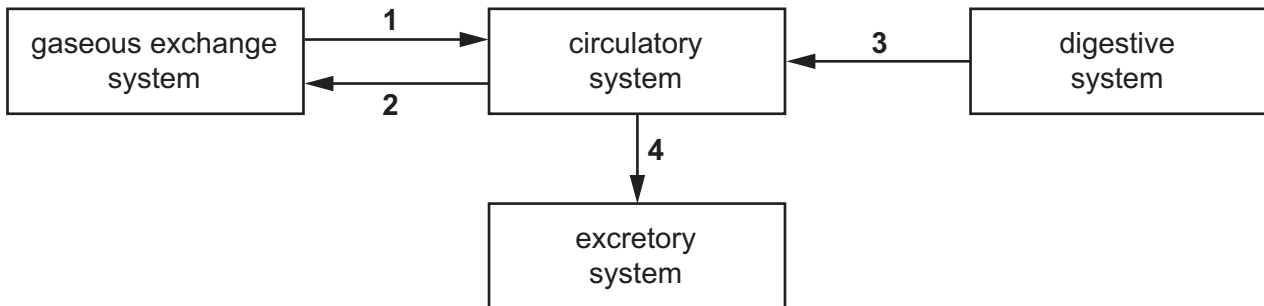 gaseous exchange
system
1
2
circulatory
system
3
digestive
system
4
excretory
system